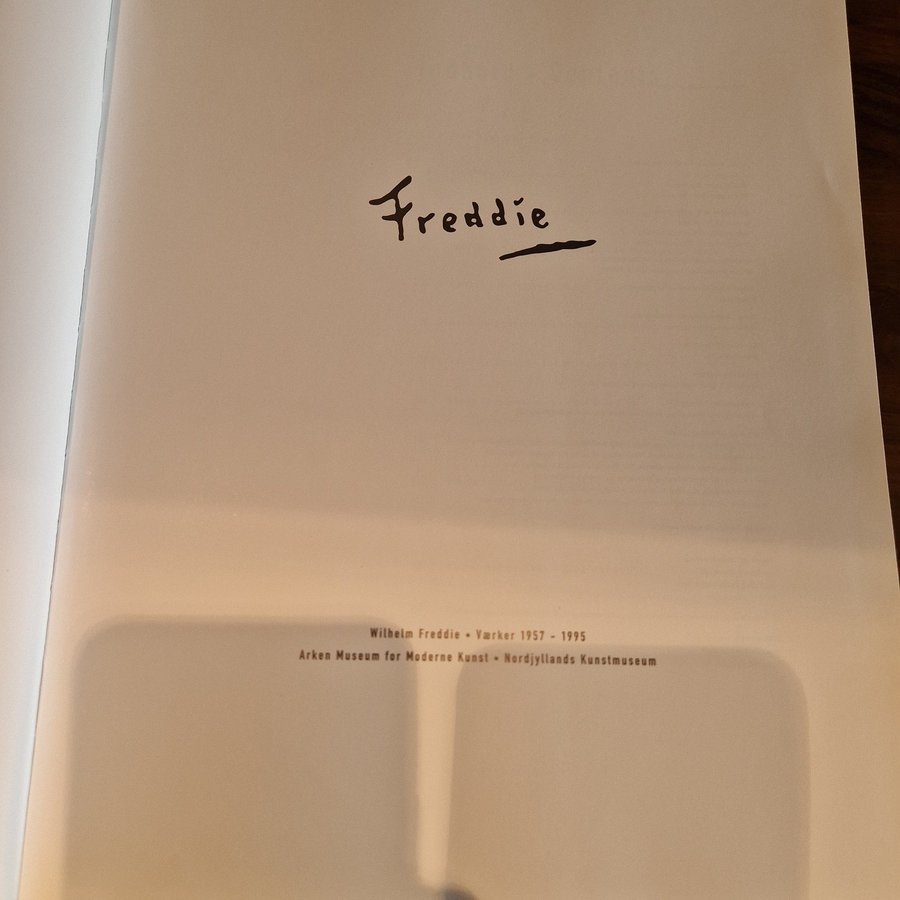 Freddie
Wilhelm Freddie • Værker 1957 - 1995
Arken Museum for Moderne Kunst • Nordjyllands Kunstmuseum